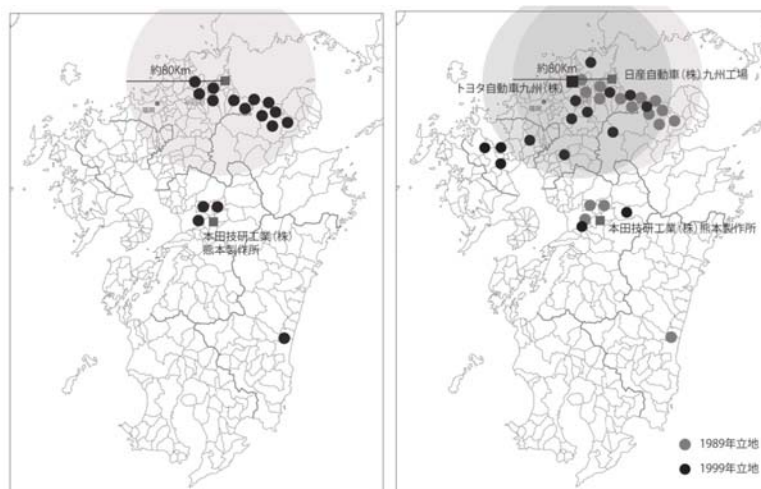 約80Km
本田技研工業(株)
熊本製作所
約80Km
トヨタ自動車九州(株)
日産自動車(株)九州工場
本田技研工業(株)熊本製作所
1989年立地
1999年立地